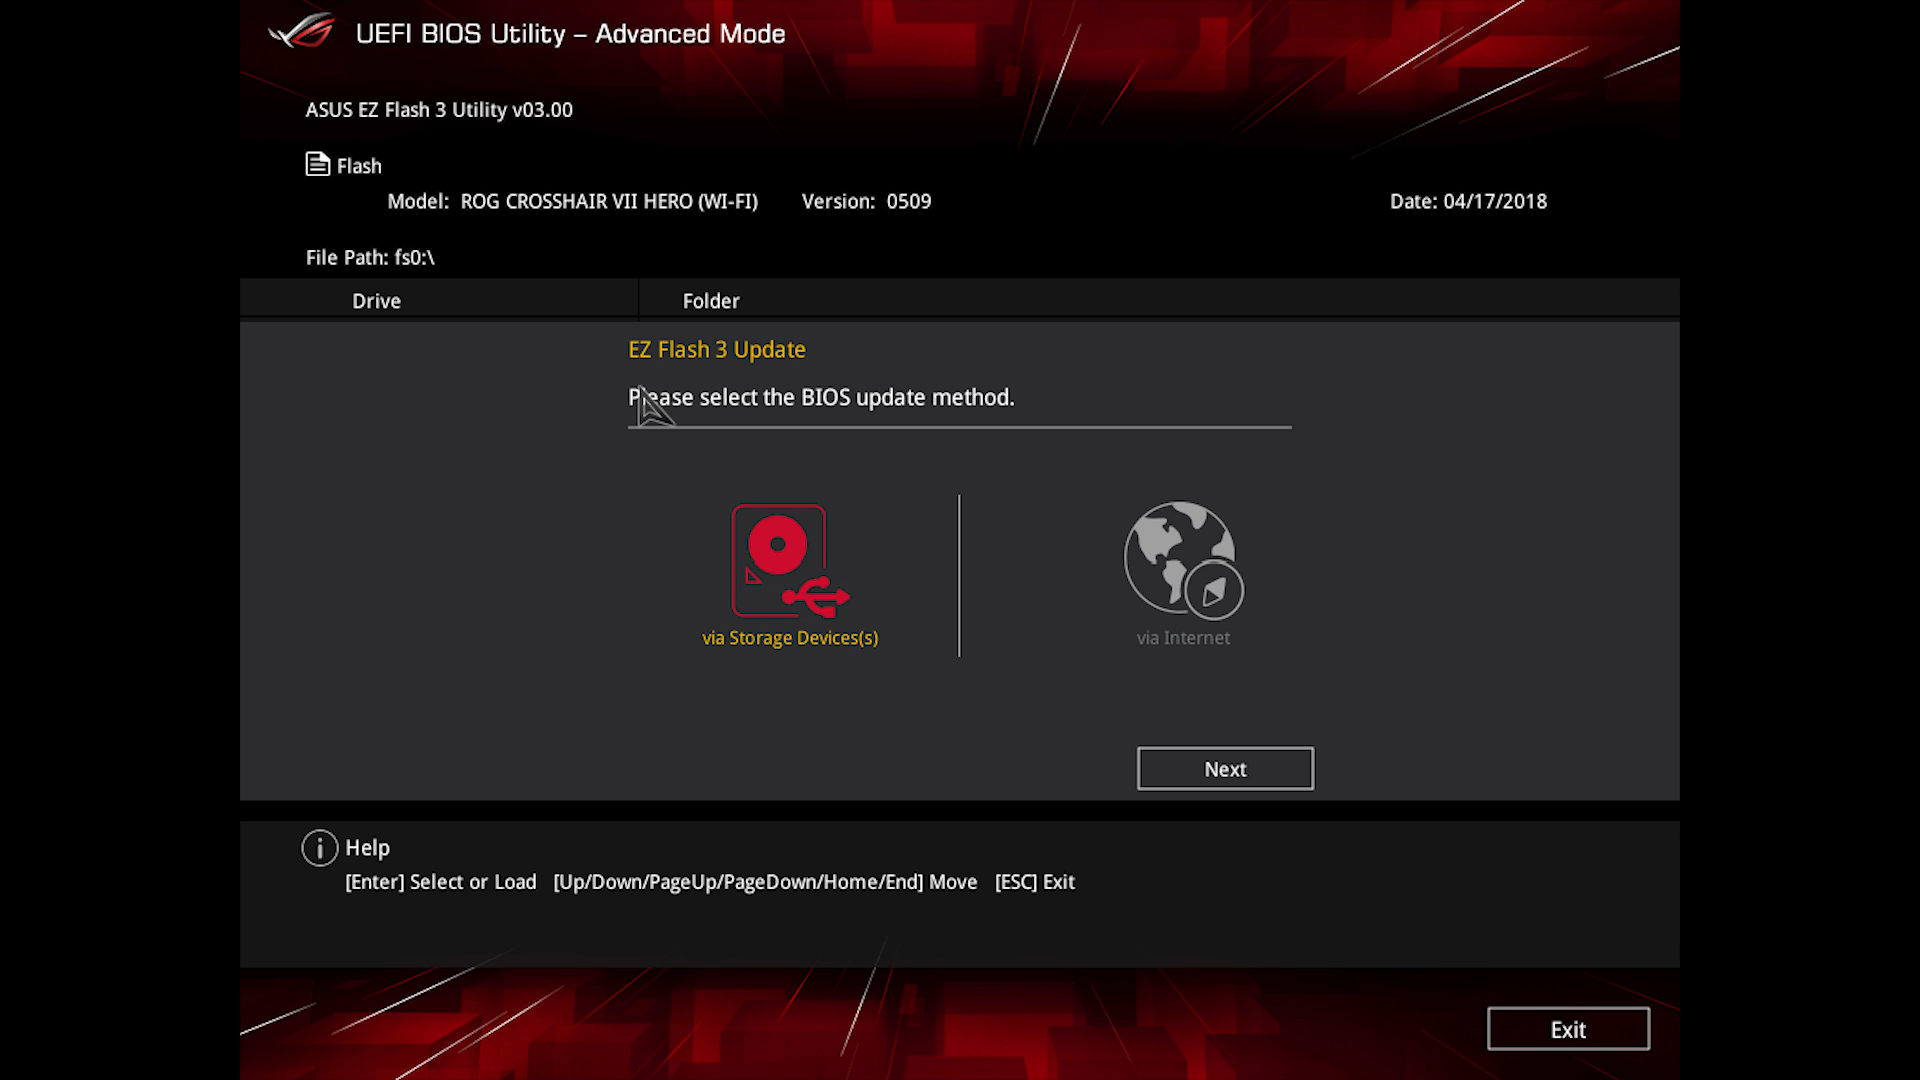 UEFI BIOS Utility – Advanced Mode
ASUS EZ Flash 3 Utility v03.00
Flash
Model: ROG CROSSHAIR VII HERO (WI-FI) Version: 0509 Date: 04/17/2018
File Path: fs0:\
Drive Folder
EZ Flash 3 Update
Please select the BIOS update method.
via Storage Devices(s) via Internet
Next
Help
[Enter] Select or Load [Up/Down/PageUp/PageDown/Home/End] Move [ESC] Exit
Exit